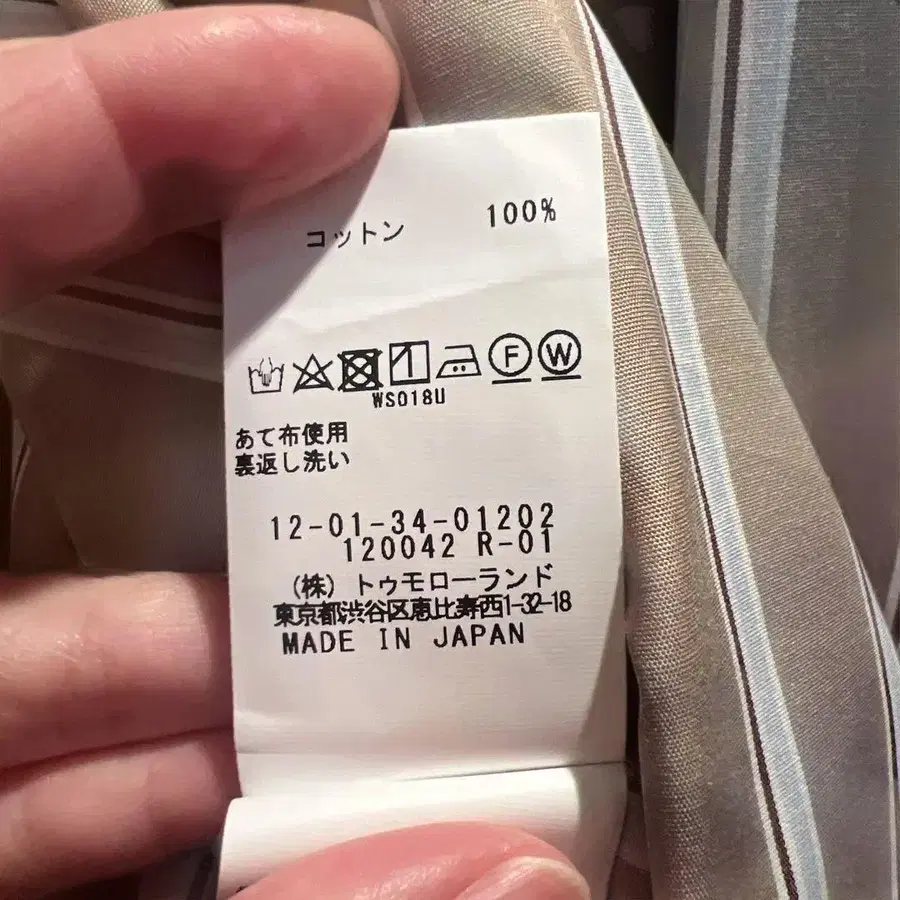 コットン 100%
F W
WS018U
あて布使用
裏返し洗い
12-01-34-01202
120042 R-01
(株) トゥモローランド
東京都渋谷区恵比寿西1-32-18
MADE IN JAPAN